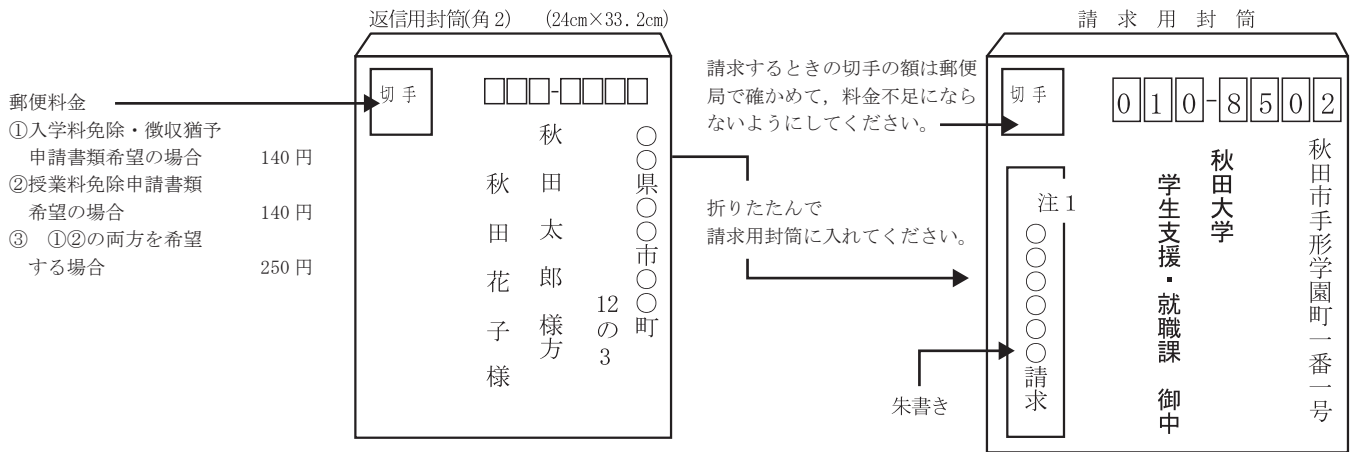 返信用封筒(角2) (24cm×33.2cm)
郵便料金
①入学料免除・徴収猶予
申請書類希望の場合 140円
②授業料免除申請書類
希望の場合 140円
③ ①②の両方を希望
する場合 250円
切手
□□□-□□□□
○○県○○市○○町
12の3
秋田太郎様方
秋田花子様
請求するときの切手の額は郵便
局で確かめて，料金不足になら
ないようにしてください。
折りたたんで
請求用封筒に入れてください。
朱書き
請求用封筒
切手
010-8502
秋田市手形学園町一番一号
秋田大学
学生支援・就職課 御中
注1
○○○○○○請求